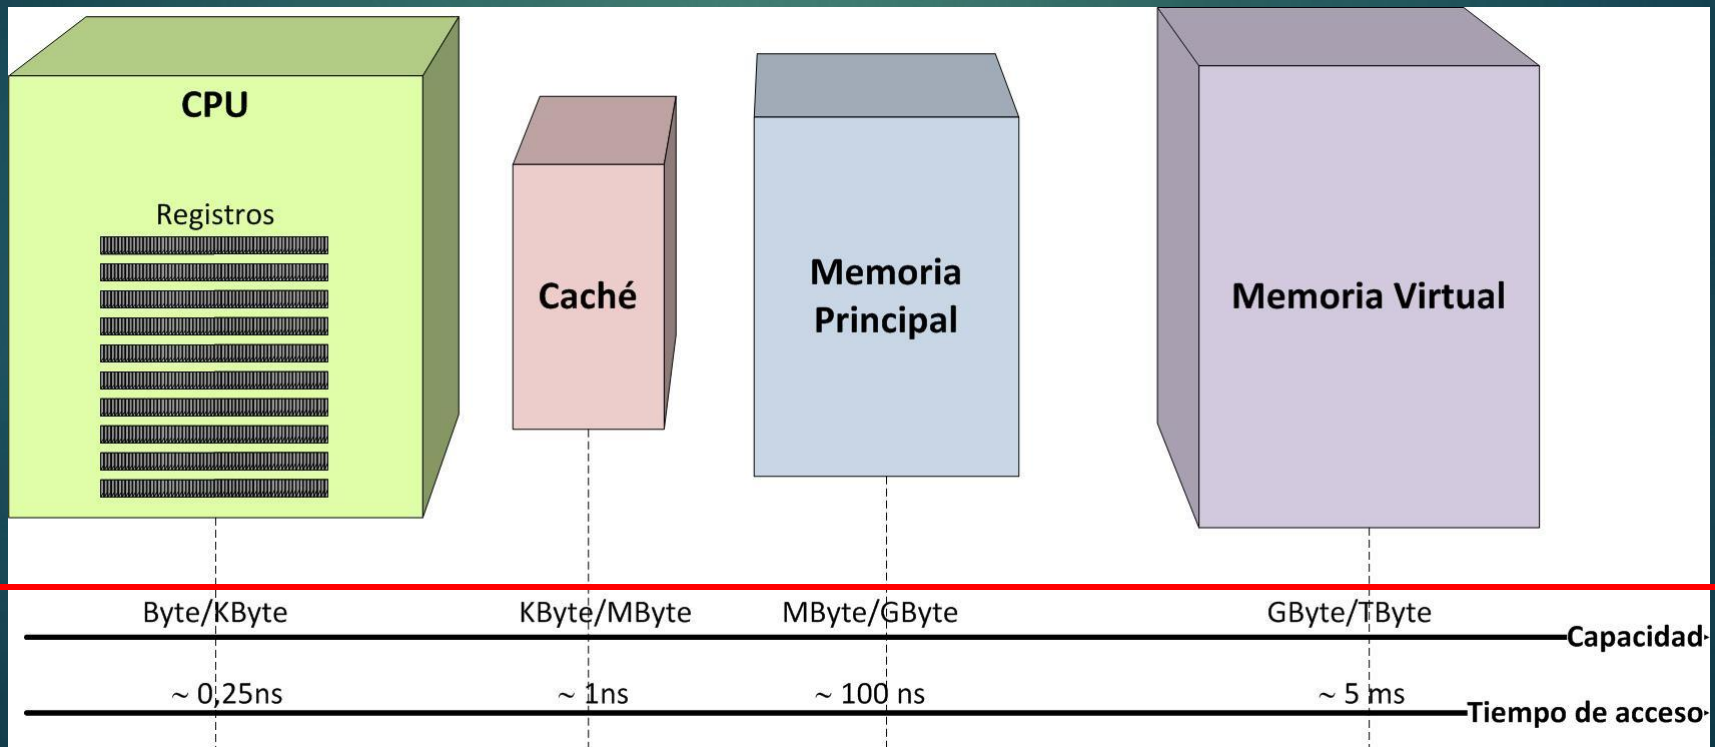 CPU
Registros
Caché
Memoria
Principal
Memoria Virtual
Byte/KByte
KByte/MByte
MByte/GByte
GByte/TByte
Capacidad
~ 0,25ns
~ 1ns
~ 100 ns
~ 5 ms
Tiempo de acceso